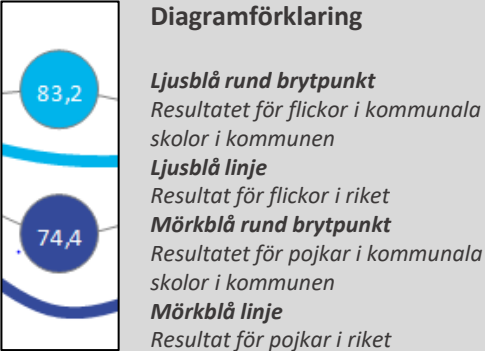 Diagramförklaring
83,2
74,4
Ljusblå rund brytpunkt
Resultatet för flickor i kommunala
skolor i kommunen
Ljusblå linje
Resultat för flickor i riket
Mörkblå rund brytpunkt
Resultatet för pojkar i kommunala
skolor i kommunen
Mörkblå linje
Resultat för pojkar i riket